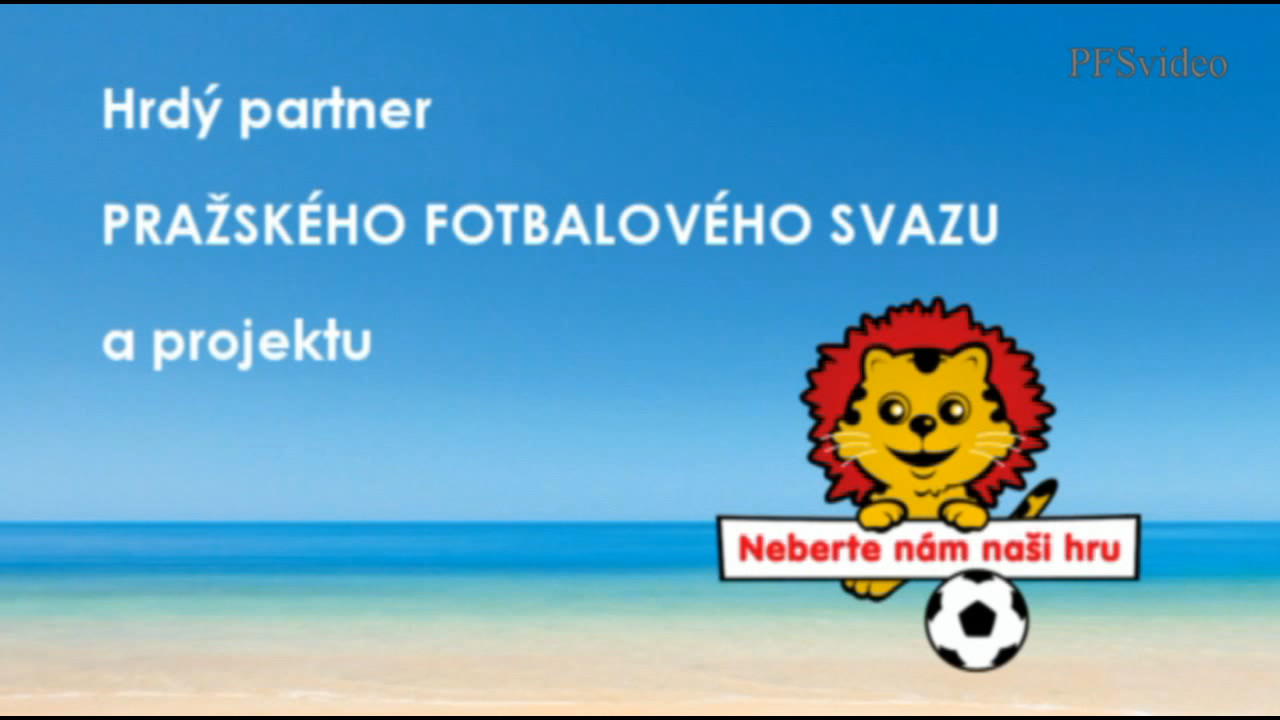 PFSvideo
Hrdý partner
PRAŽSKÉHO FOTBALOVÉHO SVAZU
a projektu
Neberte nám naši hru